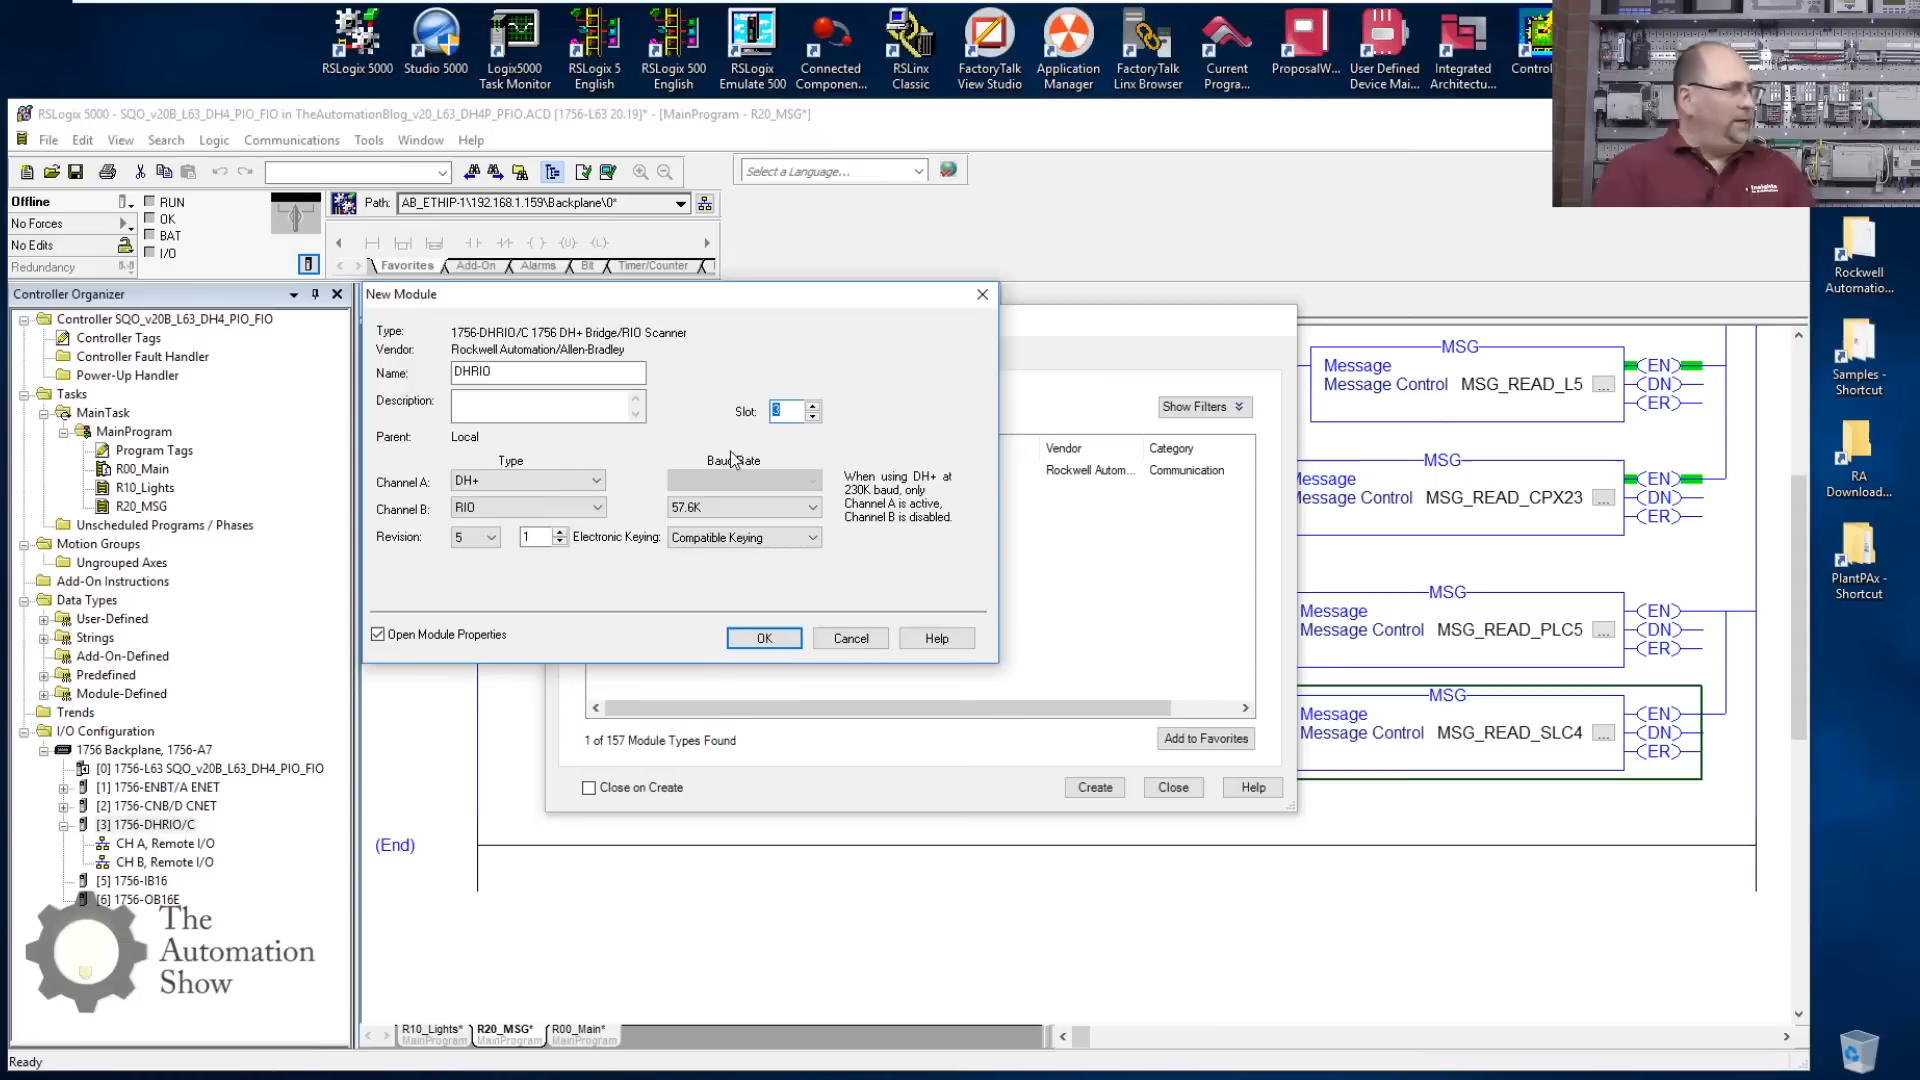 RSLogix 5000
Studio 5000
Logix5000
Task Monitor
RSLogix 5
English
RSLogix 500
English
RSLogix
Emulate 500
Connected
Componen...
RSLinx
Classic
FactoryTalk
View Studio
Application
Manager
FactoryTalk
Linx Browser
Current
Progra...
ProposalW...
User Defined
Device Mai...
Integrated
Architectu...
RSLogix 5000 - SQO_v20B_L63_DH4_PIO_FIO in TheAutomationBlog_v20_L63_DH4P_PFIO.ACD [1756-L63 20.19]* - [MainProgram - R20_MSG*]
File Edit View Search Logic Communications Tools Window Help
Select a Language...
Offline
No Forces
No Edits
Redundancy
RUN
OK
BAT
I/O
Path: AB_ETHIP-1\192.168.1.159\Backplane\0*
Favorites Add-On Alarms Bit Timer/Counter
Controller Organizer
Controller SQO_v20B_L63_DH4_PIO_FIO
Controller Tags
Controller Fault Handler
Power-Up Handler
Tasks
MainTask
MainProgram
Program Tags
R00_Main
R10_Lights
R20_MSG
Unscheduled Programs / Phases
Motion Groups
Ungrouped Axes
Add-On Instructions
Data Types
User-Defined
Strings
Add-On-Defined
Predefined
Module-Defined
Trends
I/O Configuration
1756 Backplane, 1756-A7
[0] 1756-L63 SQO_v20B_L63_DH4_PIO_FIO
[1] 1756-ENBT/A ENET
[2] 1756-CNB/D CNET
[3] 1756-DHRIO/C
CH A, Remote I/O
CH B, Remote I/O
[5] 1756-IB16
[6] 1756-OB16E
The
Automation
Show
New Module
Type: 1756-DHRIO/C 1756 DH+ Bridge/RIO Scanner
Vendor: Rockwell Automation/Allen-Bradley
Name: DHRIO
Description:
Slot: 3
Parent: Local
Type Baud Rate
Channel A: DH+
Channel B: RIO 57.6K
When using DH+ at
230K baud, only
Channel A is active,
Channel B is disabled.
Revision: 5 1 Electronic Keying: Compatible Keying
Open Module Properties
OK Cancel Help
Show Filters
Vendor Category
Rockwell Autom... Communication
1 of 157 Module Types Found
Add to Favorites
Close on Create
Create Close Help
MSG
Message
Message Control MSG_READ_L5 ...
(EN)
(DN)
(ER)
MSG
Message
Message Control MSG_READ_CPX23 ...
(EN)
(DN)
(ER)
MSG
Message
Message Control MSG_READ_PLC5 ...
(EN)
(DN)
(ER)
MSG
Message
Message Control MSG_READ_SLC4 ...
(EN)
(DN)
(ER)
(End)
R10_Lights* R20_MSG* R00_Main*
MainProgram MainProgram MainProgram
Ready
Rockwell
Automatio...
Samples -
Shortcut
RA
Download...
PlantPAx -
Shortcut